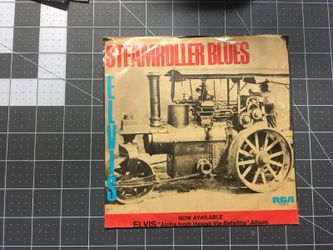 STEAMROLLER BLUES
ELVIS
RCA
NOW AVAILABLE
ELVIS "Aloha from Hawaii Via Satellite" Album